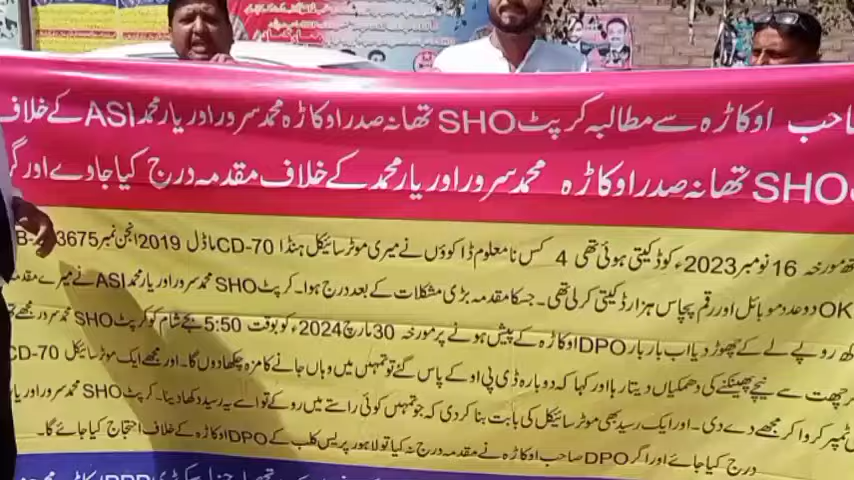 صاحب اوکاڑہ سے مطالبہ کرپٹ SHO تھانہ صدر اوکاڑہ محمد سرور اور یار محمد ASI کے خلاف
SHO تھانہ صدر اوکاڑہ محمد سرور اور یار محمد کے خلاف مقدمہ درج کیا جاوے اور
مورخہ 16 نومبر 2023ء کو ڈکیتی ہوئی تھی 4 کس نا معلوم ڈاکوؤں نے میری موٹر سائیکل ہنڈا CD-70 ماڈل 2019 انجن نمبر 3675
OK دو عدد موبائل اور رقم پچاس ہزار ڈکیتی کرلی تھی۔ جسکا مقدمہ بڑی مشکلات کے بعد درج ہوا۔ کرپٹ SHO محمد سرور اور یار محمد ASI نے میرے مقدمہ
روپے لے کے چھوڑ دیا اب بار بار DPO اوکاڑہ کے پیش ہونے پر مورخہ 30 مارچ 2024ء کو بوقت 5:50 بجے شام کو کرپٹ SHO محمد سرور مجھے
چھت سے نیچے پھینکنے کی دھمکیاں دیتا رہا اور کہا کہ دوبارہ ڈی پی او کے پاس گئے تو تمہیں میں وہاں جانے کا مزہ چکھا دوں گا۔ اور مجھے ایک موٹر سائیکل CD-70
ٹمپر کروا کر مجھے دے دی۔ اور ایک رسید بھی موٹر سائیکل کی بابت بنا کر دی کہ جو تمہیں کوئی راستے میں روکے تو اسے یہ رسید دکھا دینا۔ کرپٹ SHO محمد سرور اور یار
درج کیا جائے اور اگر DPO صاحب اوکاڑہ نے مقدمہ درج نہ کیا تو لاہور پریس کلب کے DPO اوکاڑہ کے خلاف احتجاج کیا جائے گا۔